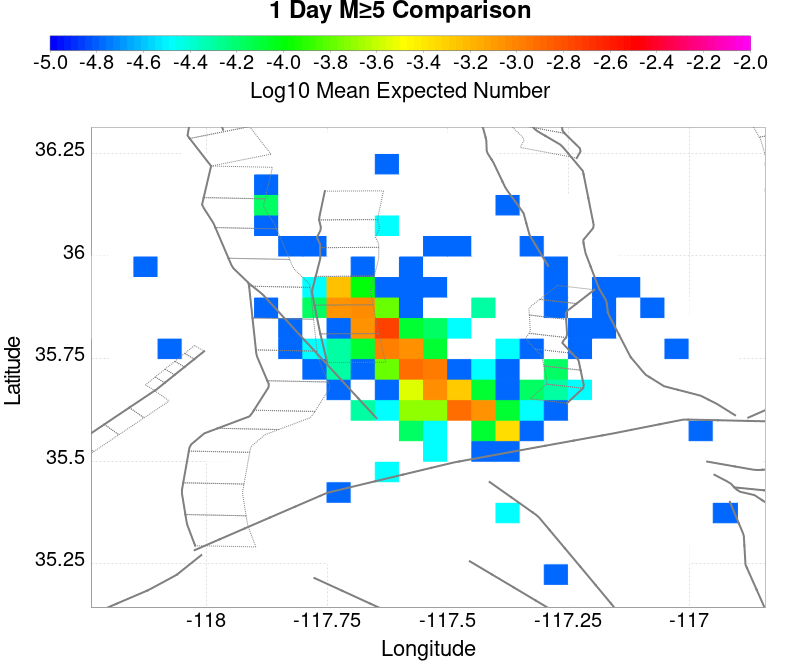 1 Day M≥5 Comparison
-5.0 -4.8 -4.6 -4.4 -4.2 -4.0 -3.8 -3.6 -3.4 -3.2 -3.0 -2.8 -2.6 -2.4 -2.2 -2.0
Log10 Mean Expected Number
36.25
36
35.75
35.5
35.25
Latitude
-118 -117.75 -117.5 -117.25 -117
Longitude